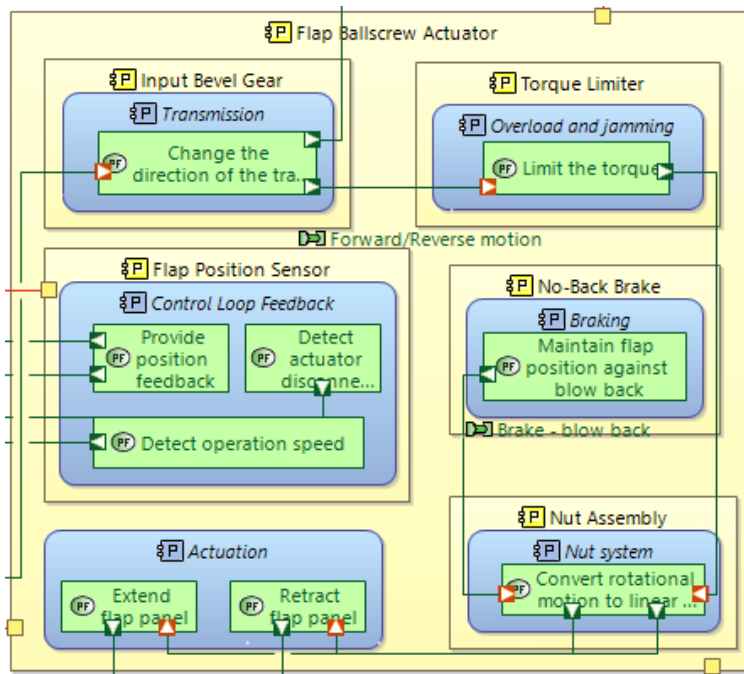 Flap Ballscrew Actuator
Input Bevel Gear
Transmission
Change the
direction of the tra...
Torque Limiter
Overload and jamming
Limit the torque
Forward/Reverse motion
Flap Position Sensor
Control Loop Feedback
Provide
position
feedback
Detect
actuator
disconne...
Detect operation speed
No-Back Brake
Braking
Maintain flap
position against
blow back
Brake - blow back
Actuation
Extend
flap panel
Retract
flap panel
Nut Assembly
Nut system
Convert rotational
motion to linear ...